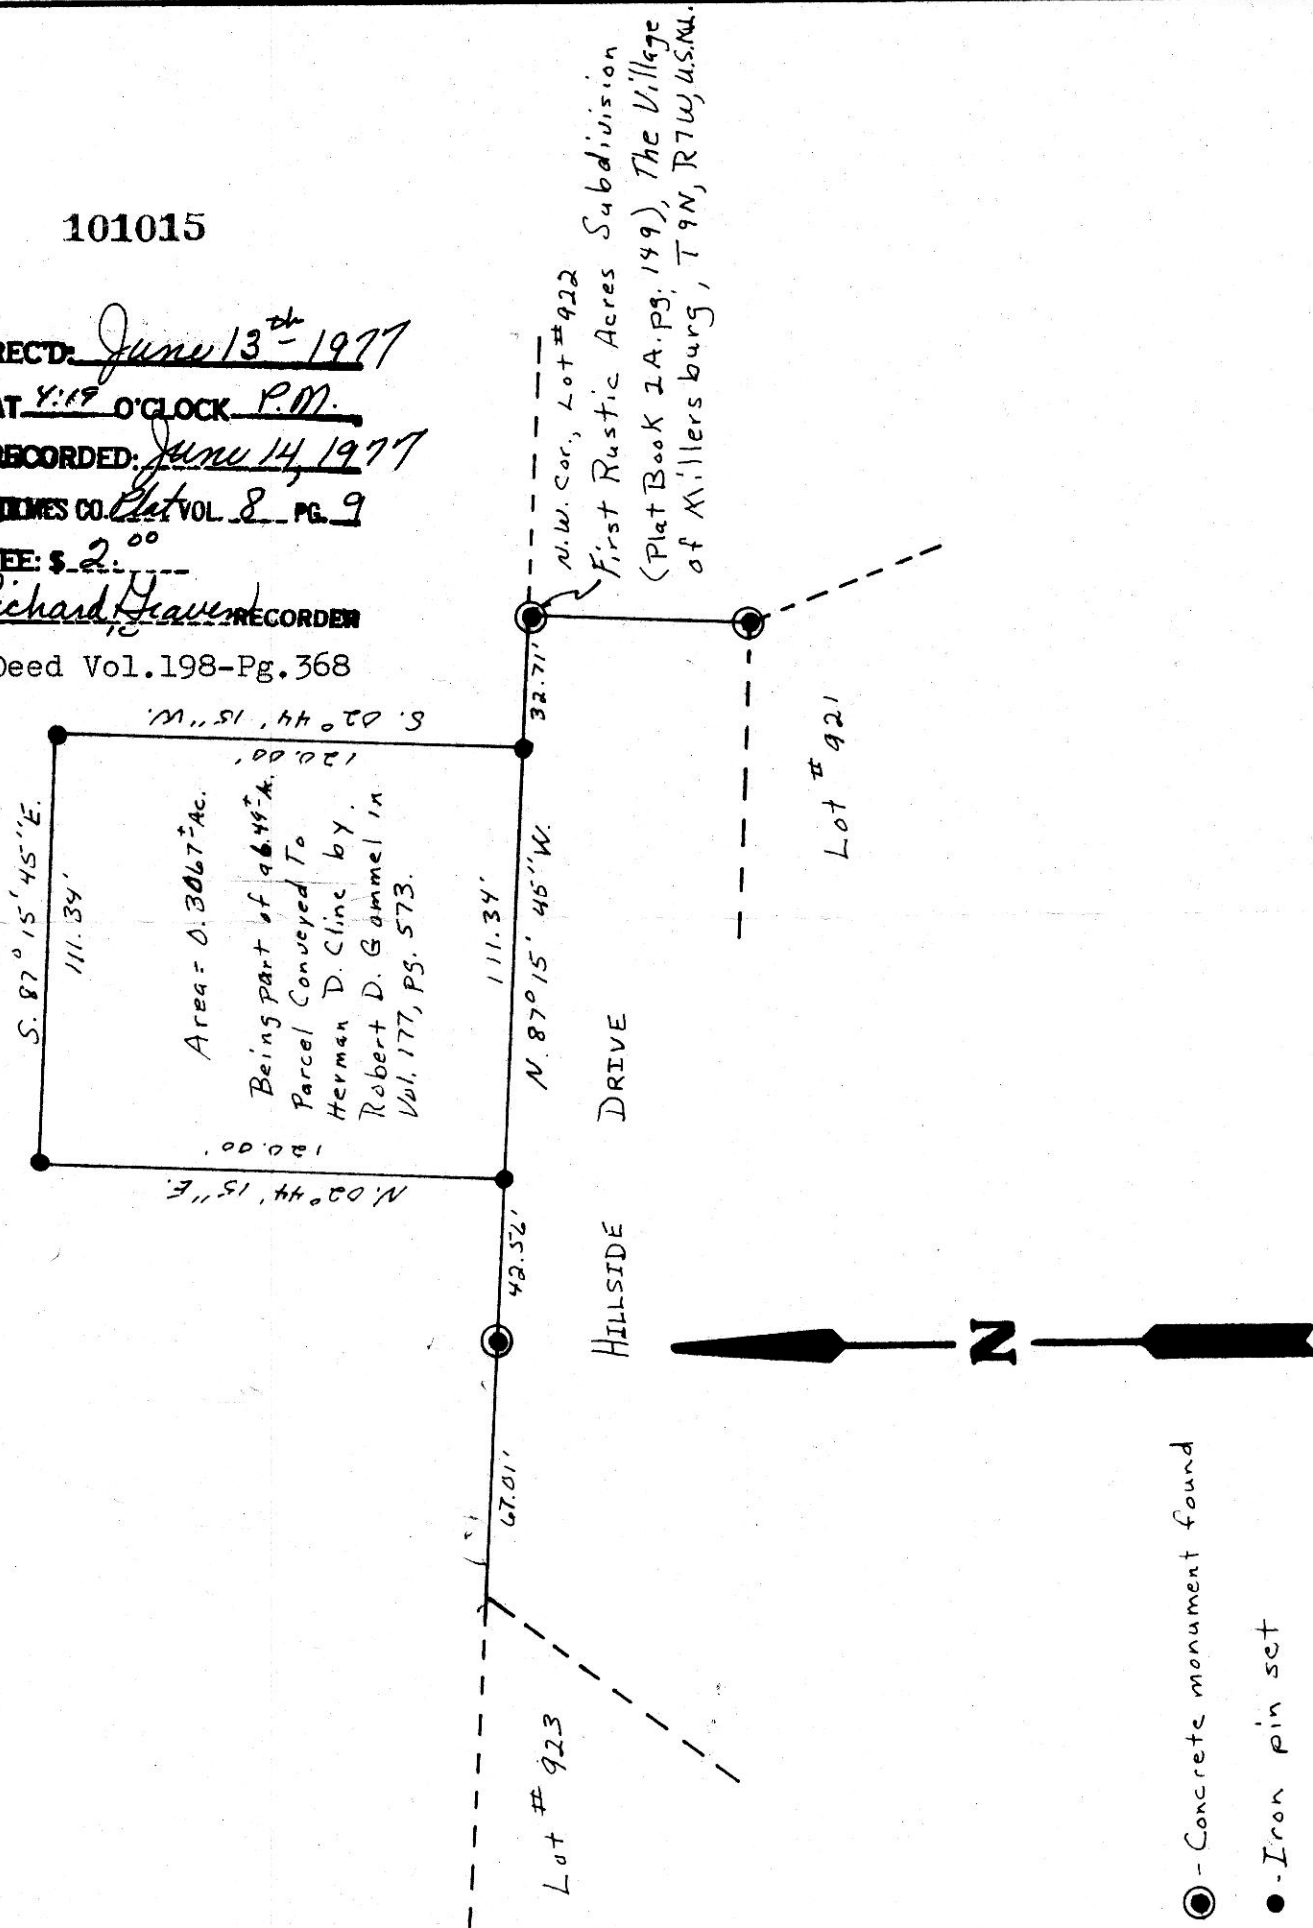 101015
REC'D: June 13th 1977
AT 4:19 O'CLOCK P.M.
RECORDED: June 14, 1977
HOLMES CO. Plat VOL. 8 PG. 9
FEE: $ 2.00
Richard Graven RECORDER
Deed Vol.198-Pg.368
N.W. Cor., Lot #922
First Rustic Acres Subdivision
(Plat Book 2A. pg. 149), The Village
of Millersburg, T9N, R7W, U.S.M.L.
S. 87° 15' 45" E.
111.34'
S. 02° 44' 15" W.
120.00'
Area = 0.3067± Ac.
Being part of a 6.49± A.
Parcel Conveyed To
Herman D. Cline by
Robert D. Gammel in
Vol. 177, Pg. 573.
120.00'
N. 02° 44' 15" E.
111.34'
N. 87° 15' 45" W.
32.71'
42.56'
67.01'
HILLSIDE DRIVE
Lot # 921
Lot # 923
N
- Concrete monument found
- Iron pin set